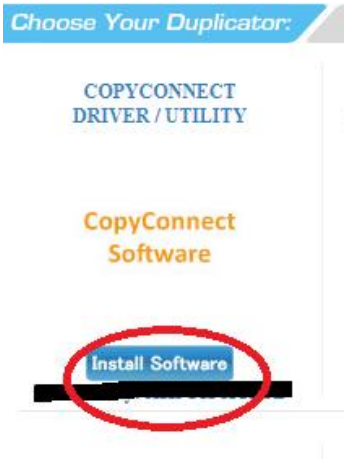 Choose Your Duplicator:
COPYCONNECT
DRIVER / UTILITY
CopyConnect
Software
Install Software